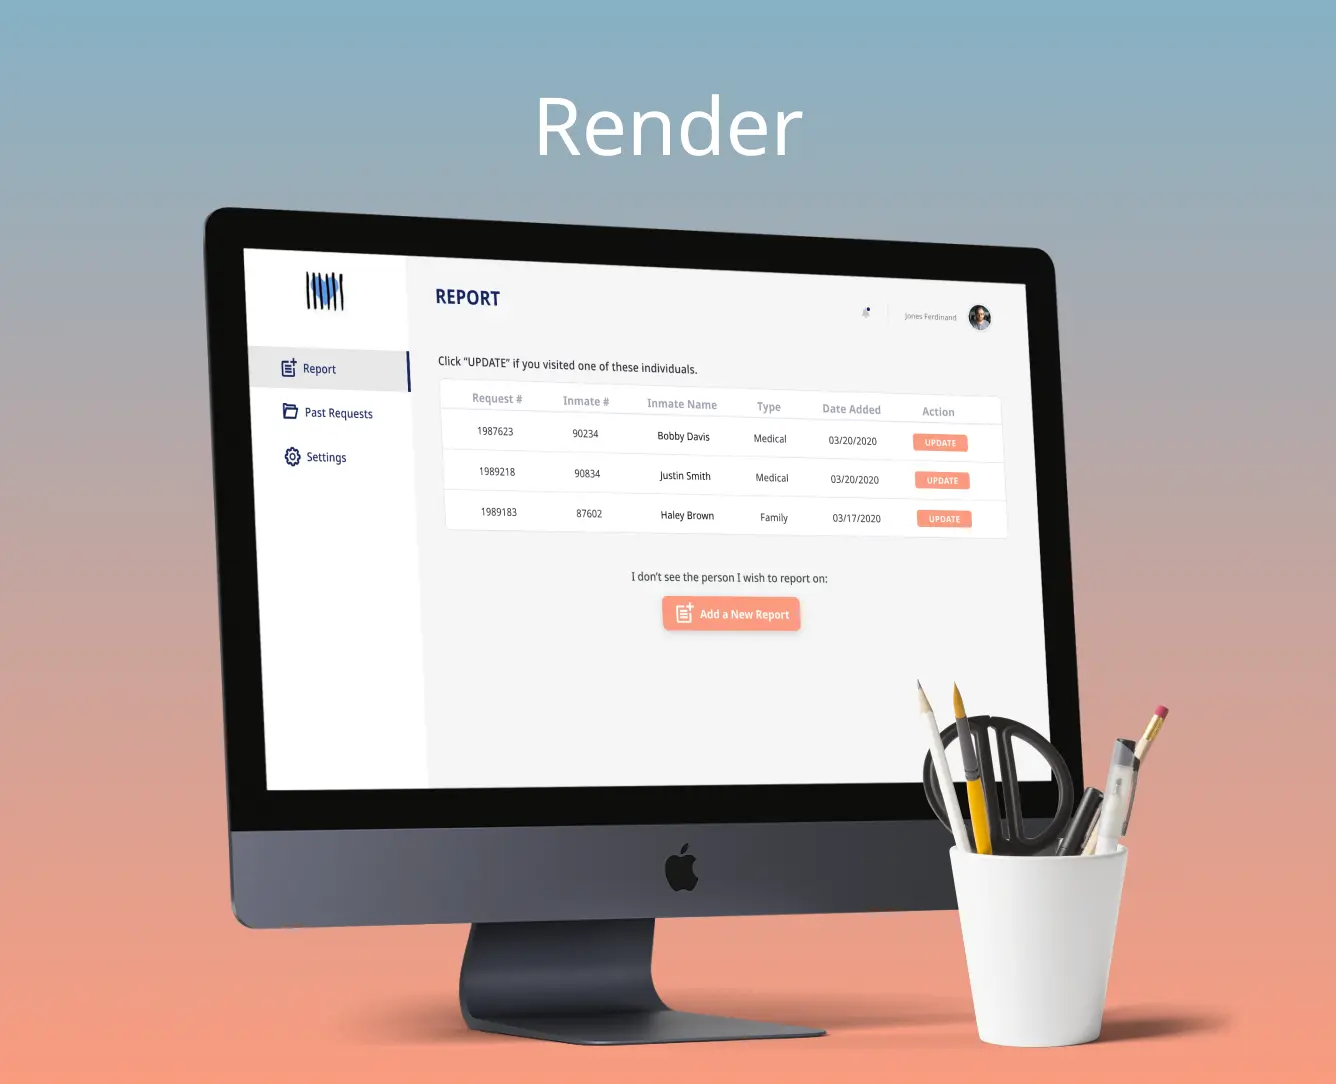 Render
REPORT
Jones Ferdinand
Report
Past Requests
Settings
Click “UPDATE” if you visited one of these individuals.
Request # Inmate # Inmate Name Type Date Added Action
1987623 90234 Bobby Davis Medical 03/20/2020 UPDATE
1989218 90834 Justin Smith Medical 03/20/2020 UPDATE
1989183 87602 Haley Brown Family 03/17/2020 UPDATE
I don’t see the person I wish to report on:
Add a New Report